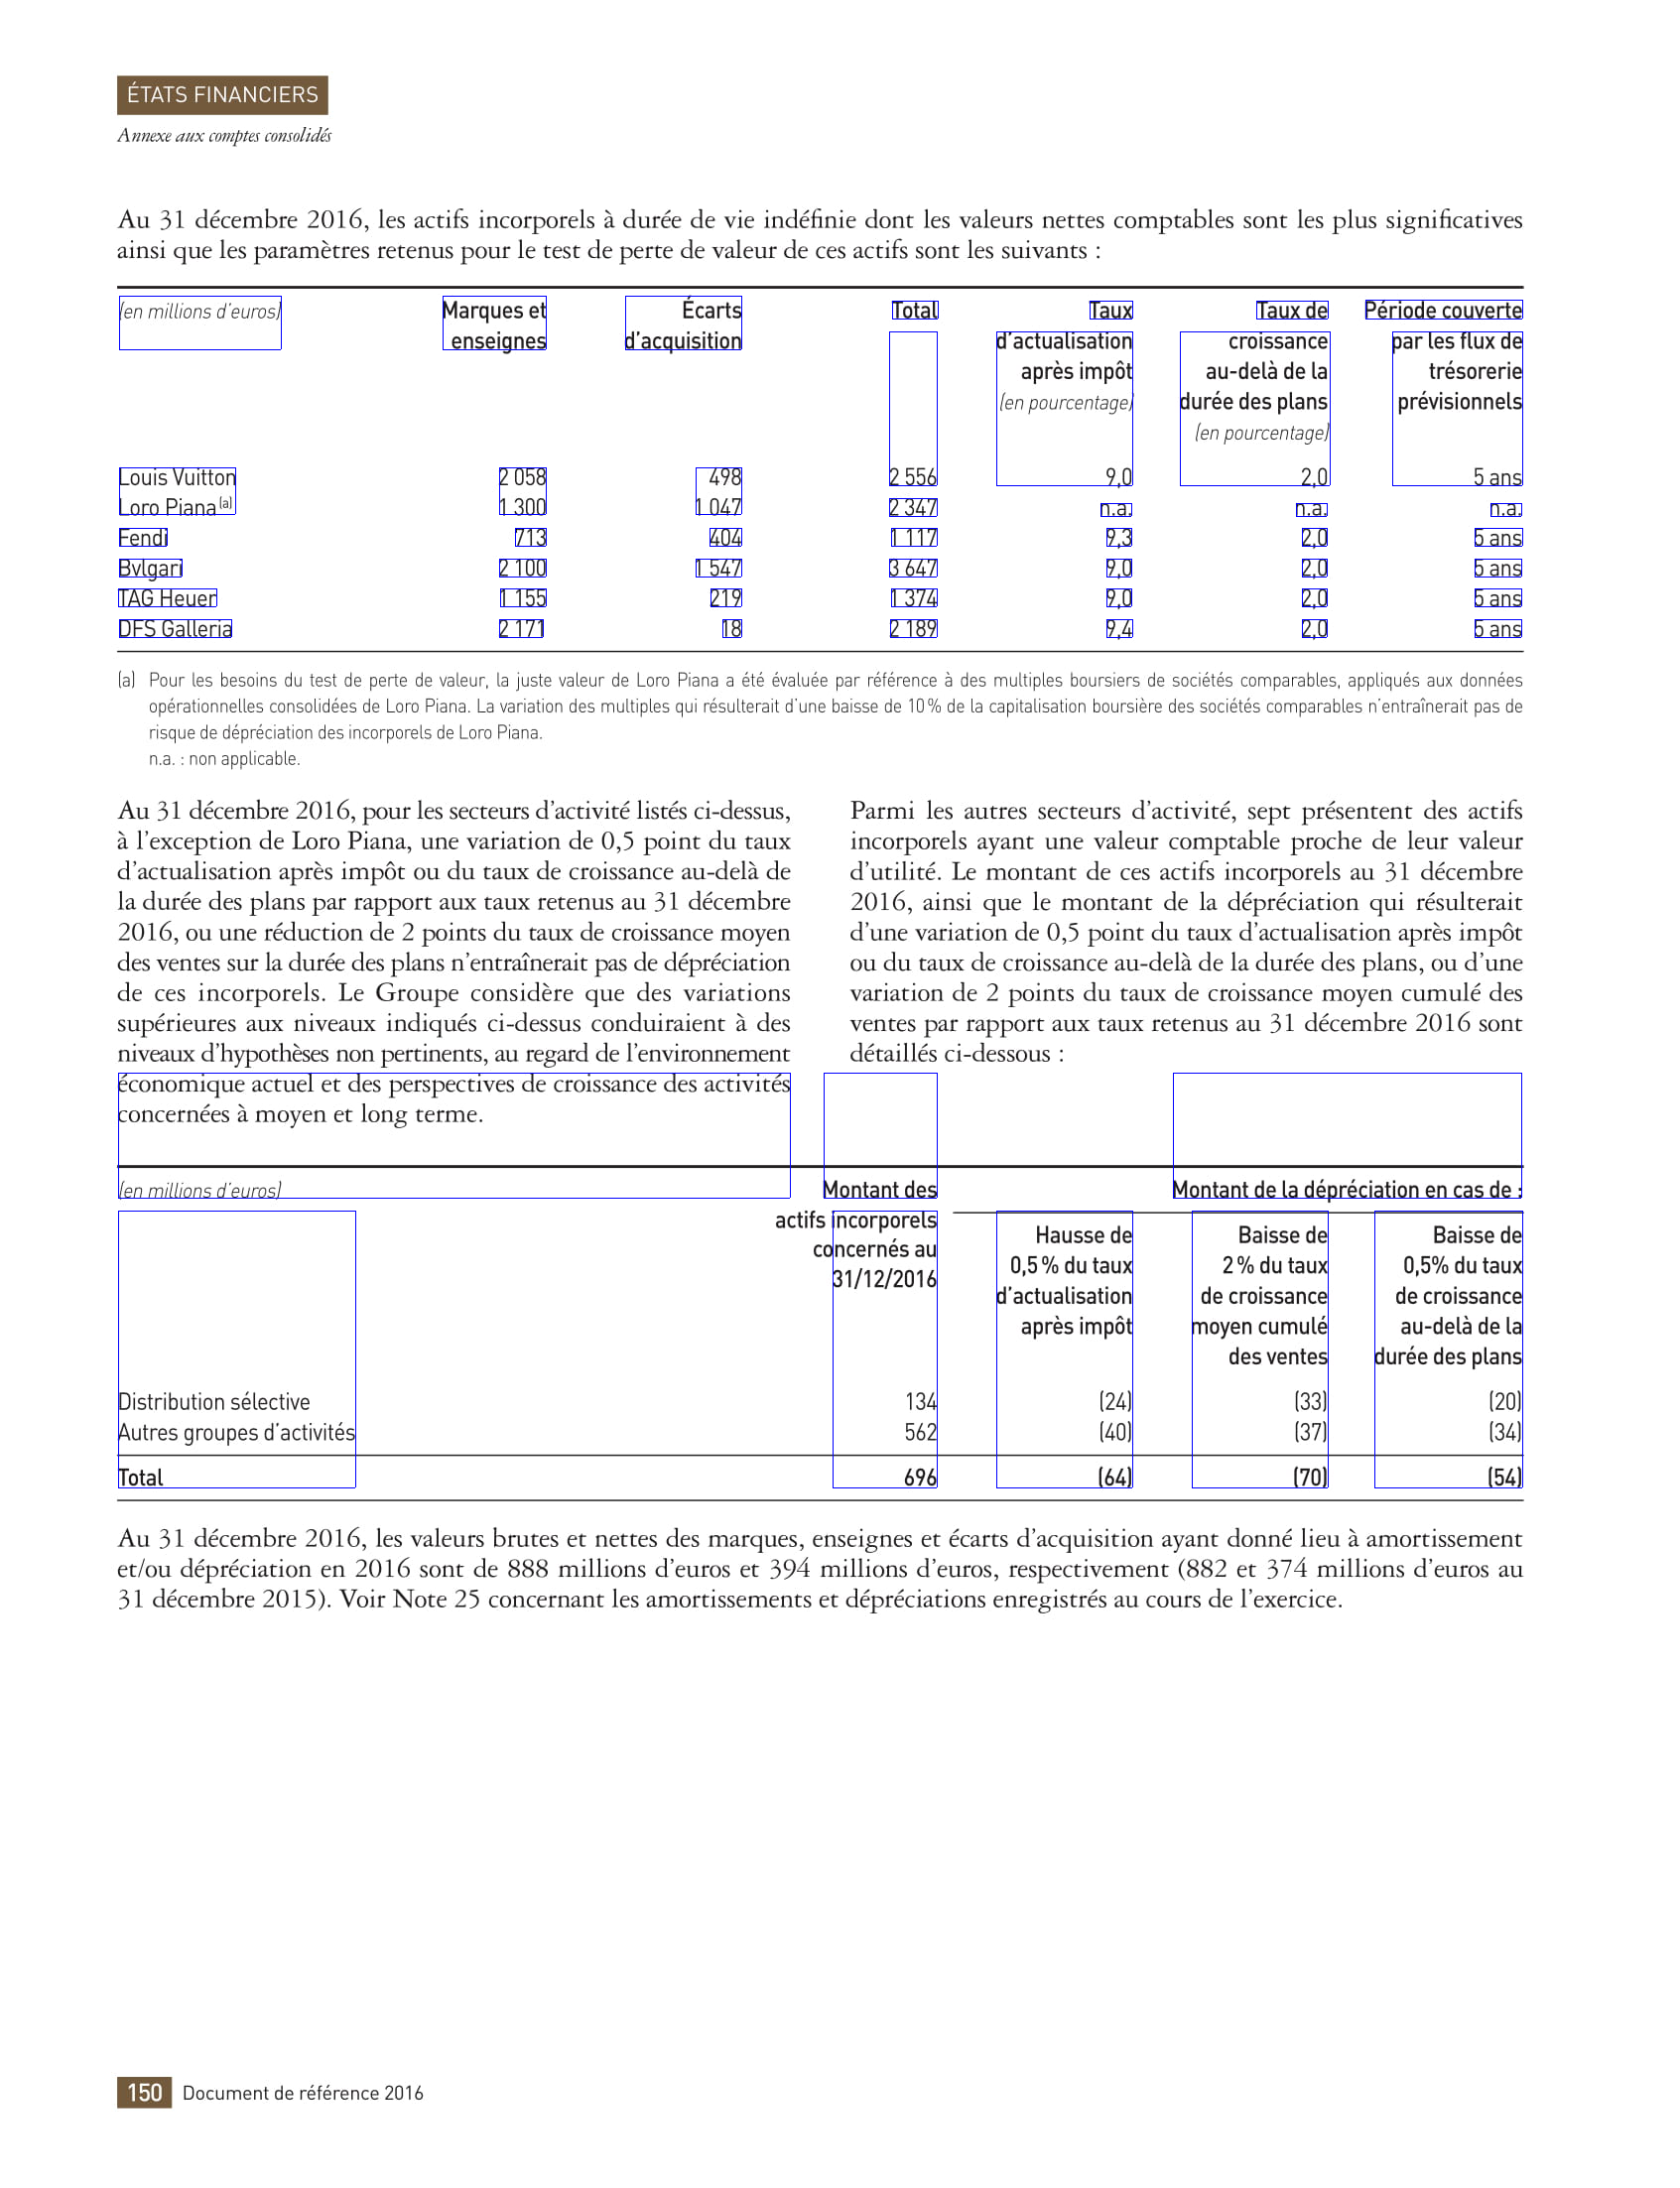 ÉTATS FINANCIERS
Annexe aux comptes consolidés
Au 31 décembre 2016, les actifs incorporels à durée de vie indéfinie dont les valeurs nettes comptables sont les plus significatives
ainsi que les paramètres retenus pour le test de perte de valeur de ces actifs sont les suivants :
(en millions d'euros) Marques et Écarts Total Taux Taux de Période couverte
enseignes d'acquisition d'actualisation croissance par les flux de
après impôt au-delà de la trésorerie
(en pourcentage) durée des plans prévisionnels
(en pourcentage)
Louis Vuitton 2 058 498 2 556 9,0 2,0 5 ans
Loro Piana (a) 1 300 1 047 2 347 n.a. n.a. n.a.
Fendi 713 404 1 117 9,3 2,0 5 ans
Bvlgari 2 100 1 547 3 647 9,0 2,0 5 ans
TAG Heuer 1 155 219 1 374 9,0 2,0 5 ans
DFS Galleria 2 171 18 2 189 9,4 2,0 5 ans
(a) Pour les besoins du test de perte de valeur, la juste valeur de Loro Piana a été évaluée par référence à des multiples boursiers de sociétés comparables, appliqués aux données
opérationnelles consolidées de Loro Piana. La variation des multiples qui résulterait d'une baisse de 10 % de la capitalisation boursière des sociétés comparables n'entraînerait pas de
risque de dépréciation des incorporels de Loro Piana.
n.a. : non applicable.
Au 31 décembre 2016, pour les secteurs d'activité listés ci-dessus,
à l'exception de Loro Piana, une variation de 0,5 point du taux
d'actualisation après impôt ou du taux de croissance au-delà de
la durée des plans par rapport aux taux retenus au 31 décembre
2016, ou une réduction de 2 points du taux de croissance moyen
des ventes sur la durée des plans n'entraînerait pas de dépréciation
de ces incorporels. Le Groupe considère que des variations
supérieures aux niveaux indiqués ci-dessus conduiraient à des
niveaux d'hypothèses non pertinents, au regard de l'environnement
économique actuel et des perspectives de croissance des activités
concernées à moyen et long terme.
Parmi les autres secteurs d'activité, sept présentent des actifs
incorporels ayant une valeur comptable proche de leur valeur
d'utilité. Le montant de ces actifs incorporels au 31 décembre
2016, ainsi que le montant de la dépréciation qui résulterait
d'une variation de 0,5 point du taux d'actualisation après impôt
ou du taux de croissance au-delà de la durée des plans, ou d'une
variation de 2 points du taux de croissance moyen cumulé des
ventes par rapport aux taux retenus au 31 décembre 2016 sont
détaillés ci-dessous :
(en millions d'euros) Montant des Montant de la dépréciation en cas de :
actifs incorporels
concernés au Hausse de Baisse de Baisse de
31/12/2016 0,5 % du taux 2 % du taux 0,5% du taux
d'actualisation de croissance de croissance
après impôt moyen cumulé au-delà de la
des ventes durée des plans
Distribution sélective 134 (24) (33) (20)
Autres groupes d'activités 562 (40) (37) (34)
Total 696 (64) (70) (54)
Au 31 décembre 2016, les valeurs brutes et nettes des marques, enseignes et écarts d'acquisition ayant donné lieu à amortissement
et/ou dépréciation en 2016 sont de 888 millions d'euros et 394 millions d'euros, respectivement (882 et 374 millions d'euros au
31 décembre 2015). Voir Note 25 concernant les amortissements et dépréciations enregistrés au cours de l'exercice.
150 Document de référence 2016